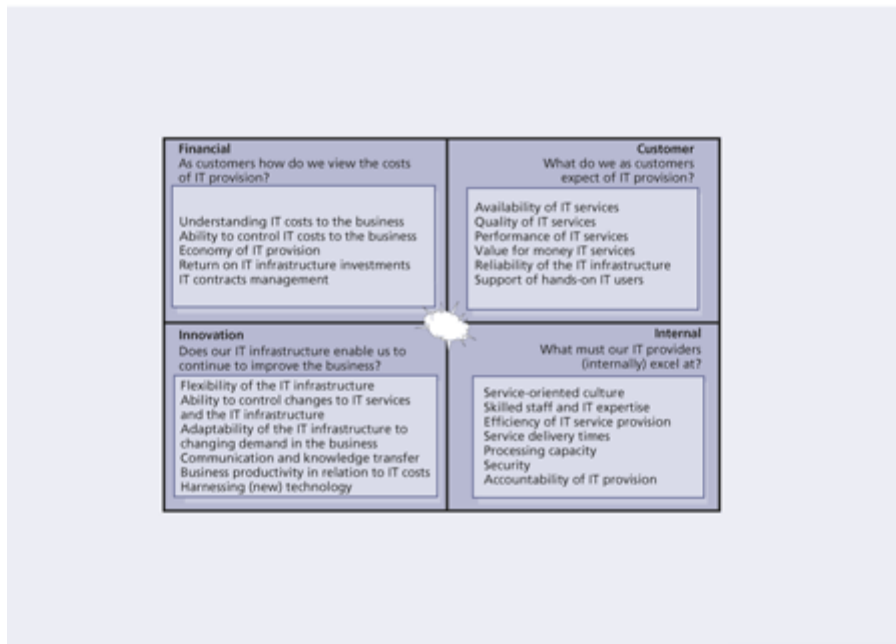 Financial
As customers how do we view the costs
of IT provision?
Understanding IT costs to the business
Ability to control IT costs to the business
Economy of IT provision
Return on IT infrastructure investments
IT contracts management
Customer
What do we as customers
expect of IT provision?
Availability of IT services
Quality of IT services
Performance of IT services
Value for money IT services
Reliability of the IT infrastructure
Support of hands-on IT users
Innovation
Does our IT infrastructure enable us to
continue to improve the business?
Flexibility of the IT infrastructure
Ability to control changes to IT services
and the IT infrastructure
Adaptability of the IT infrastructure to
changing demand in the business
Communication and knowledge transfer
Business productivity in relation to IT costs
Harnessing (new) technology
Internal
What must our IT providers
(internally) excel at?
Service-oriented culture
Skilled staff and IT expertise
Efficiency of IT service provision
Service delivery times
Processing capacity
Security
Accountability of IT provision